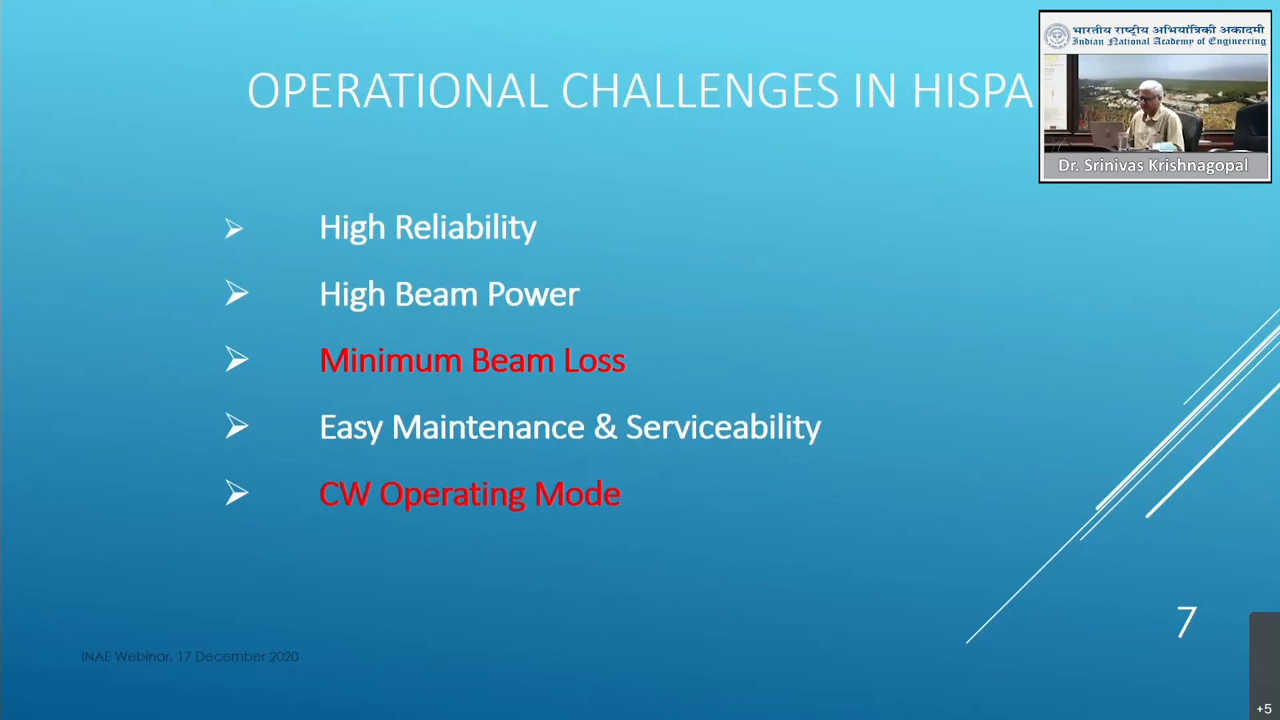 OPERATIONAL CHALLENGES IN HISPA
भारतीय राष्ट्रीय अभियांत्रिकी अकादमी
Indian National Academy of Engineering
Dr. Srinivas Krishnagopal
High Reliability
High Beam Power
Minimum Beam Loss
Easy Maintenance & Serviceability
CW Operating Mode
7
INAE Webinar. 17 December 2020
+5